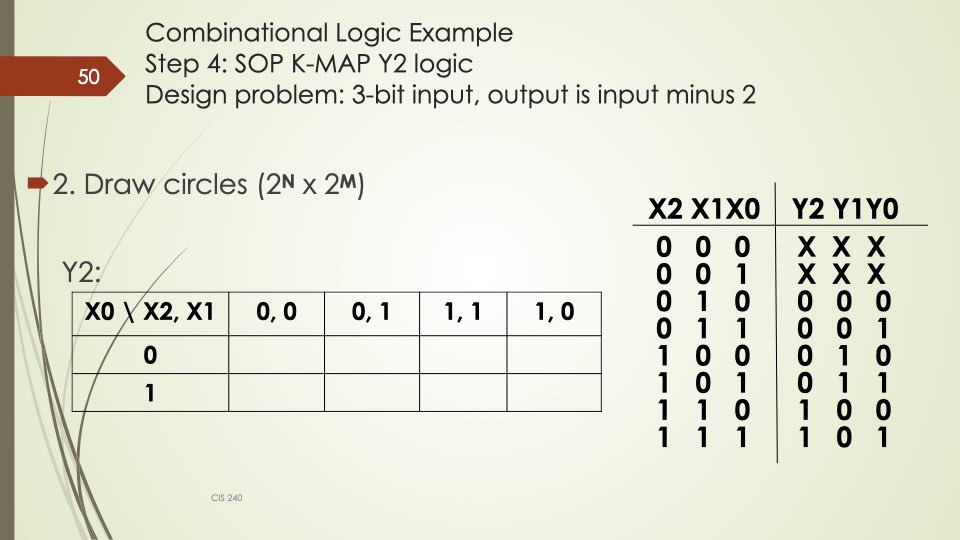 Combinational Logic Example
Step 4: SOP K-MAP Y2 logic
Design problem: 3-bit input, output is input minus 2
50
2. Draw circles (2ᴺ x 2ᴹ)
Y2:
X0 \ X2, X1 0, 0 0, 1 1, 1 1, 0
0
1
X2 X1X0 Y2 Y1Y0
0 0 0 X X X
0 0 1 X X X
0 1 0 0 0 0
0 1 1 0 0 1
1 0 0 0 1 0
1 0 1 0 1 1
1 1 0 1 0 0
1 1 1 1 0 1
CIS 240